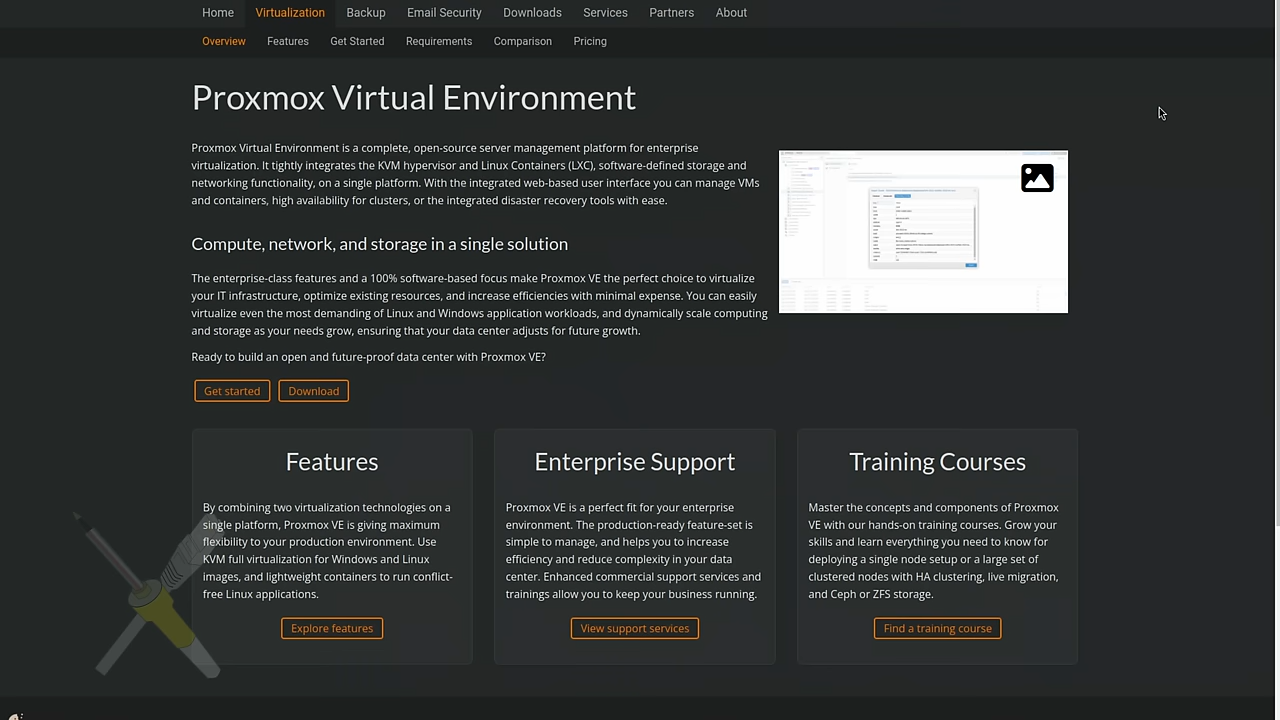 Home Virtualization Backup Email Security Downloads Services Partners About
Overview Features Get Started Requirements Comparison Pricing
Proxmox Virtual Environment
Proxmox Virtual Environment is a complete, open-source server management platform for enterprise
virtualization. It tightly integrates the KVM hypervisor and Linux Containers (LXC), software-defined storage and
networking functionality, on a single platform. With the integrated web-based user interface you can manage VMs
high availability for recovery tools with ease.
Compute, network, and storage in a single solution
The enterprise-class features and a 100% software-based focus make Proxmox VE the perfect choice to virtualize
your IT infrastructure, optimize existing resources, and increase efficiencies with minimal expense. You can easily
virtualize even the most demanding of Linux and Windows application workloads, and dynamically scale computing
and storage as your needs grow, ensuring that your data center adjusts for future growth.
Ready to build an open and future-proof data center with Proxmox VE?
Get started Download
Features
By combining two virtualization technologies on a
single platform, Proxmox VE is giving maximum
flexibility to your production environment. Use
KVM full virtualization for Windows and Linux
images, and lightweight containers to run conflict-
free Linux applications.
Explore features
Enterprise Support
Proxmox VE is a perfect fit for your enterprise
environment. The production-ready feature-set is
simple to manage, and helps you to increase
efficiency and reduce complexity in your data
center. Enhanced commercial support services and
trainings allow you to keep your business running.
View support services
Training Courses
Master the concepts and components of Proxmox
VE with our hands-on training courses. Grow your
skills and learn everything you need to know for
deploying a single node setup or a large set of
clustered nodes with HA clustering, live migration,
and Ceph or ZFS storage.
Find a training course